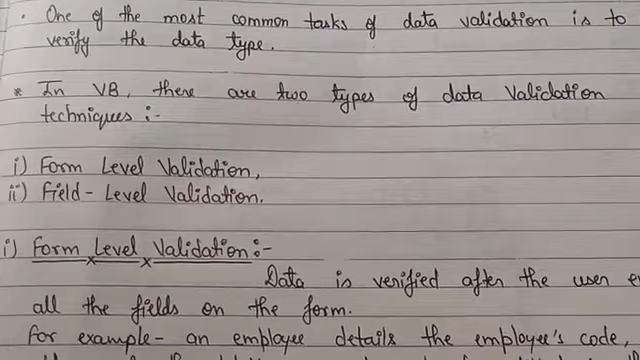 • One of the most common tasks of data validation is to
verify the data type.
* In VB, there are two types of data Validation
techniques :-
i) Form Level Validation,
ii) Field-Level Validation.
i) Form Level Validation :-
Data is verified after the user
all the fields on the form.
For example - an employee details the employee's code,